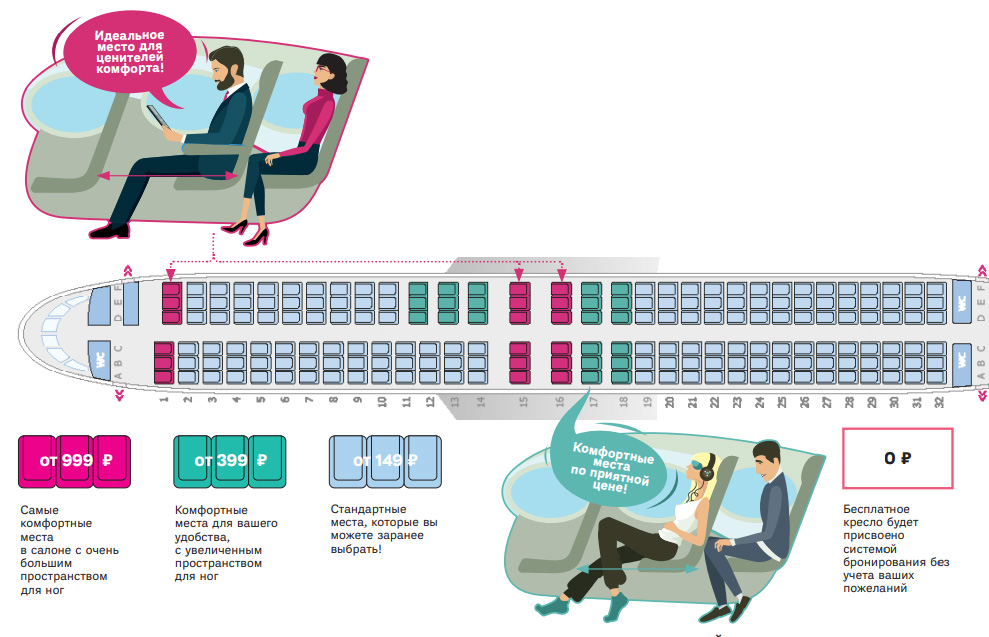 Идеальное
место для
ценителей
комфорта!
D E F
WC
A B C
WC
D E F
WC
A B C
1 2 3 4 5 6 7 8 9 10 11 12 13 14 15 16 17 18 19 20 21 22 23 24 25 26 27 28 29 30 31 32
от 999 ₽
от 399 ₽
от 149 ₽
0 ₽
Самые
комфортные
места
в салоне с очень
большим
пространством
для ног
Комфортные
места для вашего
удобства,
с увеличенным
пространством
для ног
Стандартные
места, которые вы
можете заранее
выбрать!
Комфортные
места
по приятной
цене!
Бесплатное
кресло будет
присвоено
системой
бронирования без
учета ваших
пожеланий